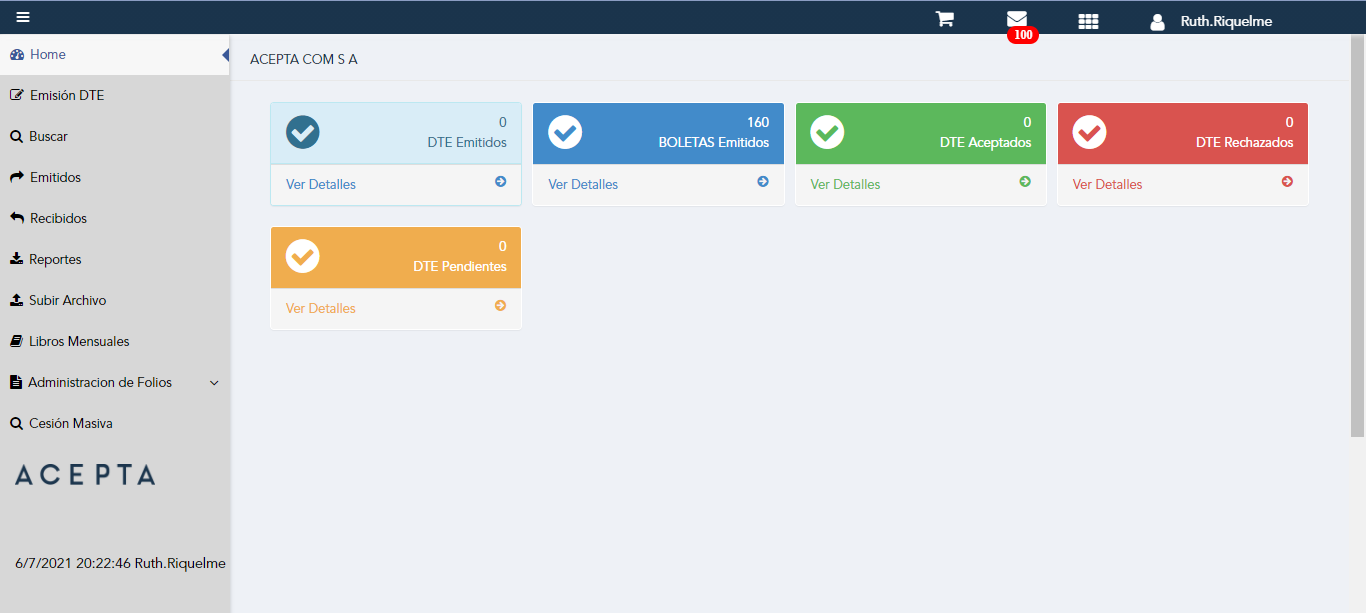 100
Ruth.Riquelme
Home
ACEPTA COM S A
Emisión DTE
Buscar
Emitidos
Recibidos
Reportes
Subir Archivo
Libros Mensuales
Administracion de Folios
Cesión Masiva
ACEPTA
6/7/2021 20:22:46 Ruth.Riquelme
0
DTE Emitidos
Ver Detalles
160
BOLETAS Emitidos
Ver Detalles
0
DTE Aceptados
Ver Detalles
0
DTE Rechazados
Ver Detalles
0
DTE Pendientes
Ver Detalles